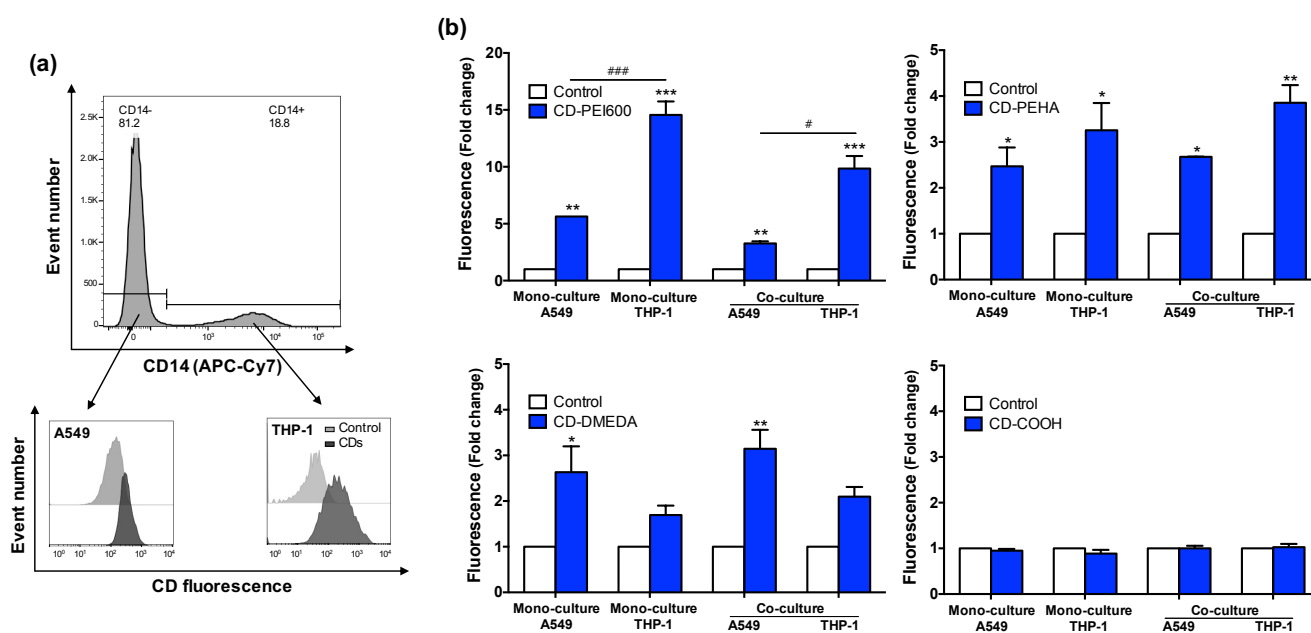 (a)
CD14-
81.2
CD14+
18.8
2.5K
2.0K
1.5K
1.0K
500
0
0
10³
10⁴
10⁵
Event number
CD14 (APC-Cy7)
A549
10⁰ 10¹ 10² 10³ 10⁴
THP-1
Control
CDs
10⁰ 10¹ 10² 10³ 10⁴
Event number
CD fluorescence
(b)
20
15
10
5
0
Fluorescence (Fold change)
Control
CD-PEI600
###
***
**
#
**
***
Mono-culture
A549
Mono-culture
THP-1
Co-culture
A549
THP-1
5
4
3
2
1
0
Fluorescence (Fold change)
Control
CD-PEHA
*
*
*
**
Mono-culture
A549
Mono-culture
THP-1
Co-culture
A549
THP-1
5
4
3
2
1
0
Fluorescence (Fold change)
Control
CD-DMEDA
*
**
Mono-culture
A549
Mono-culture
THP-1
Co-culture
A549
THP-1
5
4
3
2
1
0
Fluorescence (Fold change)
Control
CD-COOH
Mono-culture
A549
Mono-culture
THP-1
Co-culture
A549
THP-1